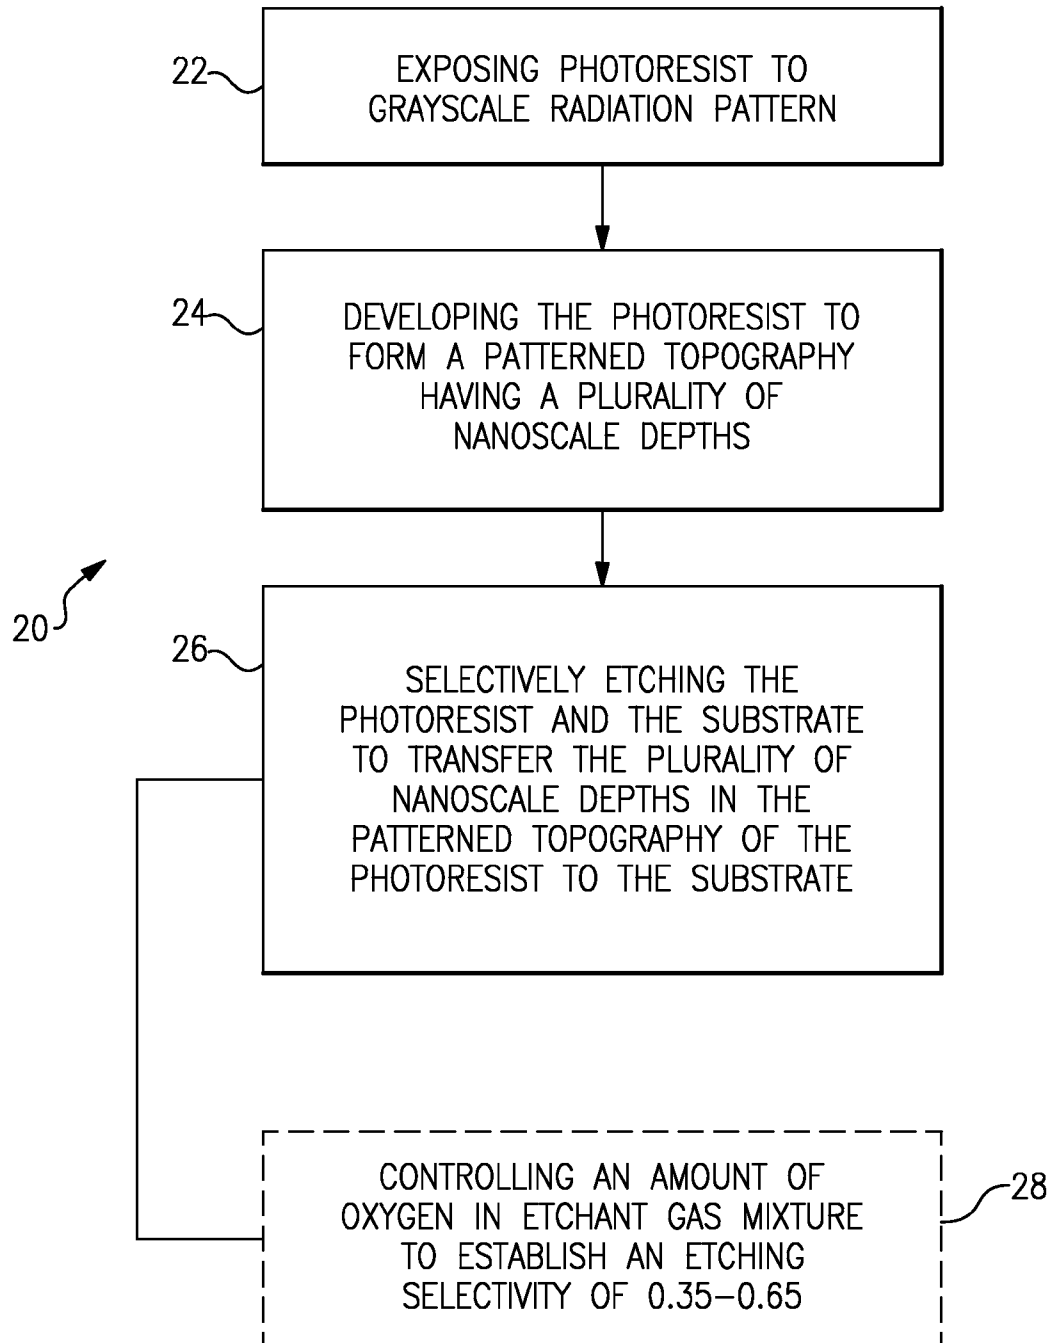 22
EXPOSING PHOTORESIST TO
GRAYSCALE RADIATION PATTERN
24
DEVELOPING THE PHOTORESIST TO
FORM A PATTERNED TOPOGRAPHY
HAVING A PLURALITY OF
NANOSCALE DEPTHS
20
26
SELECTIVELY ETCHING THE
PHOTORESIST AND THE SUBSTRATE
TO TRANSFER THE PLURALITY OF
NANOSCALE DEPTHS IN THE
PATTERNED TOPOGRAPHY OF THE
PHOTORESIST TO THE SUBSTRATE
CONTROLLING AN AMOUNT OF
OXYGEN IN ETCHANT GAS MIXTURE
TO ESTABLISH AN ETCHING
SELECTIVITY OF 0.35–0.65
28